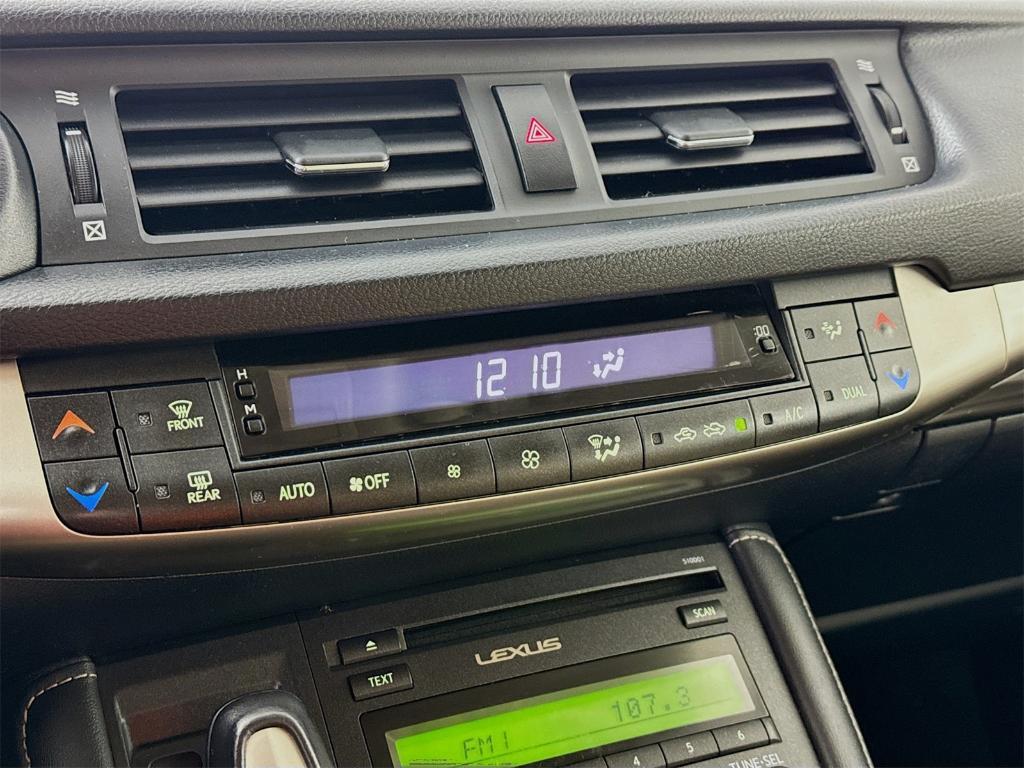 :00
H
12 10
M
FRONT
DUAL
A/C
REAR
AUTO
OFF
510001
SCAN
LEXUS
TEXT
107.3
FM1
4 5 6
TUNE·SEL